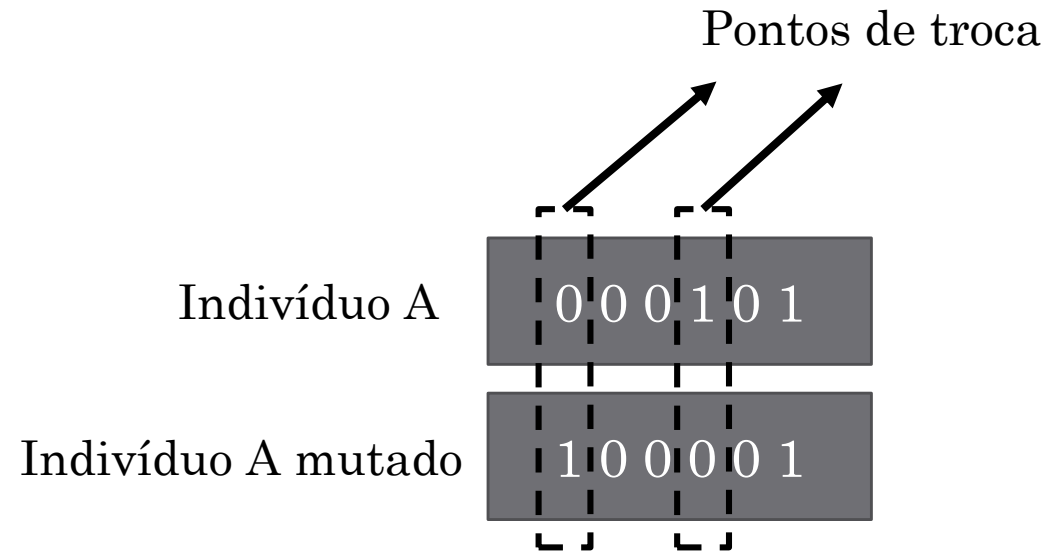 Pontos de troca
Indivíduo A
0 0 0 1 0 1
Indivíduo A mutado
1 0 0 0 0 1